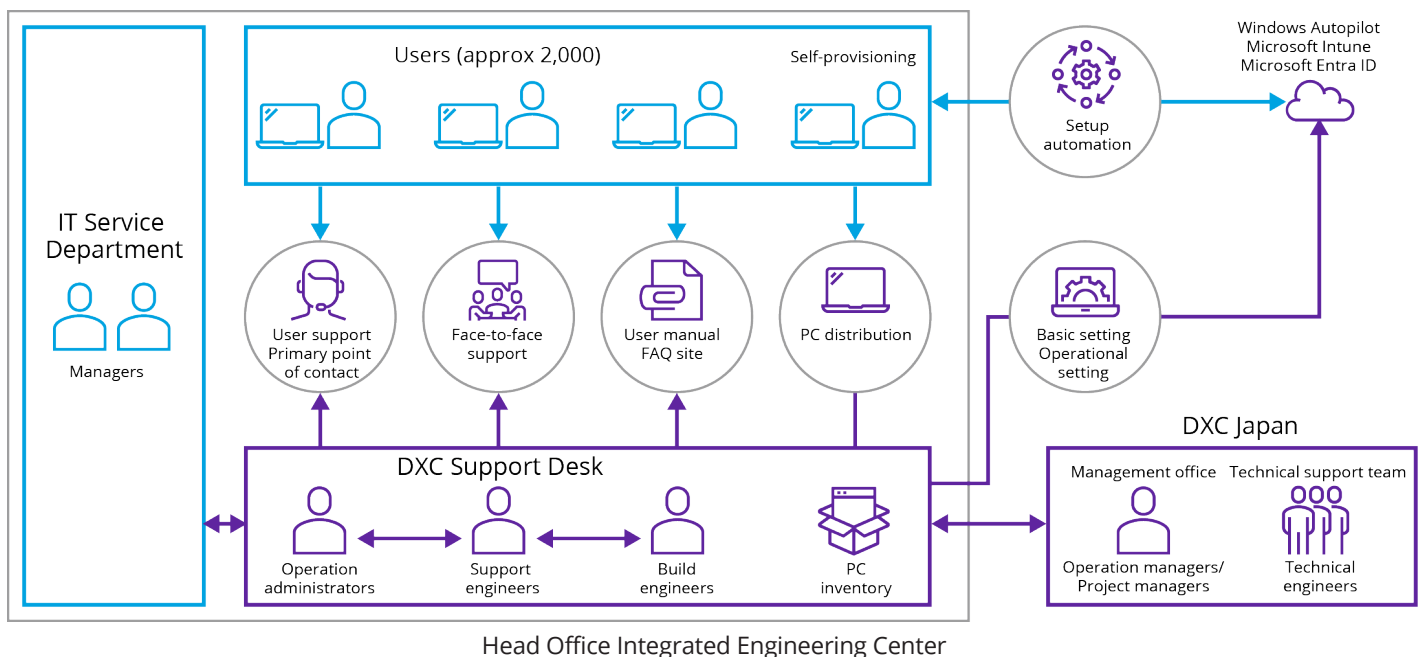 Users (approx 2,000)
Self-provisioning
Windows Autopilot
Microsoft Intune
Microsoft Entra ID
Setup
automation
IT Service
Department
Managers
User support
Primary point
of contact
Face-to-face
support
User manual
FAQ site
PC distribution
Basic setting
Operational
setting
DXC Support Desk
Operation
administrators
Support
engineers
Build
engineers
PC
inventory
DXC Japan
Management office
Operation managers/
Project managers
Technical support team
Technical
engineers
Head Office Integrated Engineering Center